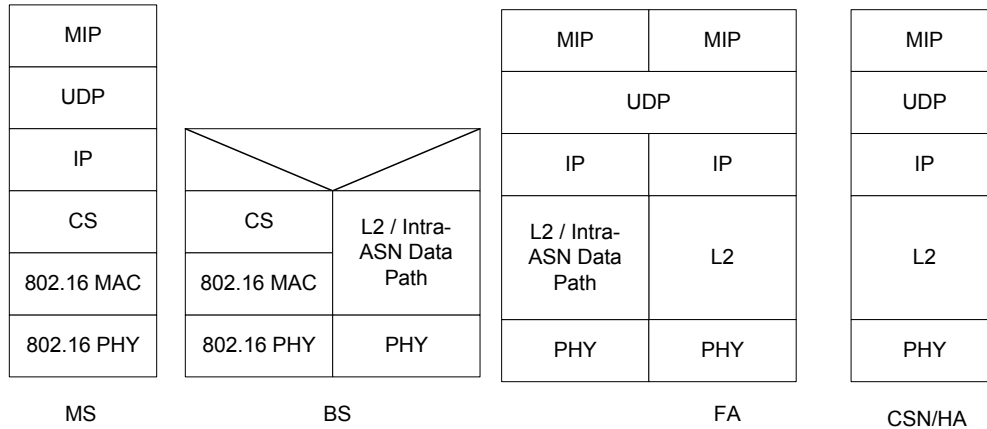 MIP
UDP
IP
CS
802.16 MAC
802.16 PHY
MS
CS
802.16 MAC
802.16 PHY
L2 / Intra-
ASN Data
Path
PHY
BS
MIP
MIP
UDP
IP
IP
L2 / Intra-
ASN Data
Path
L2
PHY
PHY
FA
MIP
UDP
IP
L2
PHY
CSN/HA